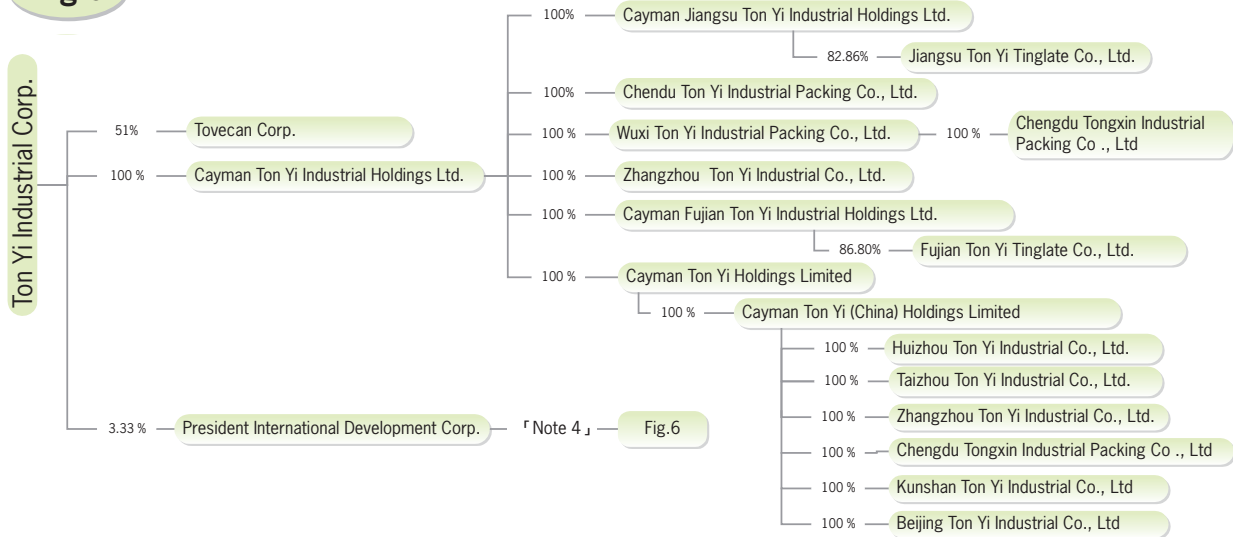 100%
Cayman Jiangsu Ton Yi Industrial Holdings Ltd.
82.86%
Jiangsu Ton Yi Tinglate Co., Ltd.
Ton Yi Industrial Corp.
100%
Chendu Ton Yi Industrial Packing Co., Ltd.
51%
Tovecan Corp.
100 %
Wuxi Ton Yi Industrial Packing Co., Ltd.
100 %
Chengdu Tongxin Industrial
Packing Co ., Ltd
100 %
Cayman Ton Yi Industrial Holdings Ltd.
100 %
Zhangzhou Ton Yi Industrial Co., Ltd.
100 %
Cayman Fujian Ton Yi Industrial Holdings Ltd.
86.80%
Fujian Ton Yi Tinglate Co., Ltd.
100 %
Cayman Ton Yi Holdings Limited
100 %
Cayman Ton Yi (China) Holdings Limited
100 %
Huizhou Ton Yi Industrial Co., Ltd.
100 %
Taizhou Ton Yi Industrial Co., Ltd.
100 %
Zhangzhou Ton Yi Industrial Co., Ltd.
3.33 %
President International Development Corp.
「Note 4」
Fig.6
100 %
Chengdu Tongxin Industrial Packing Co ., Ltd
100 %
Kunshan Ton Yi Industrial Co., Ltd
100 %
Beijing Ton Yi Industrial Co., Ltd